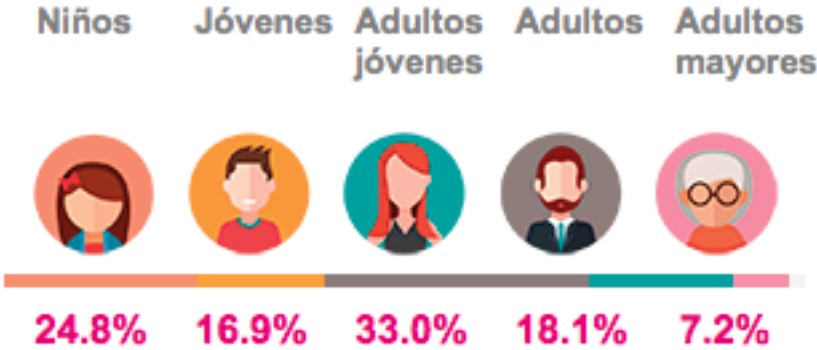 Niños Jóvenes Adultos jóvenes Adultos Adultos mayores
24.8% 16.9% 33.0% 18.1% 7.2%